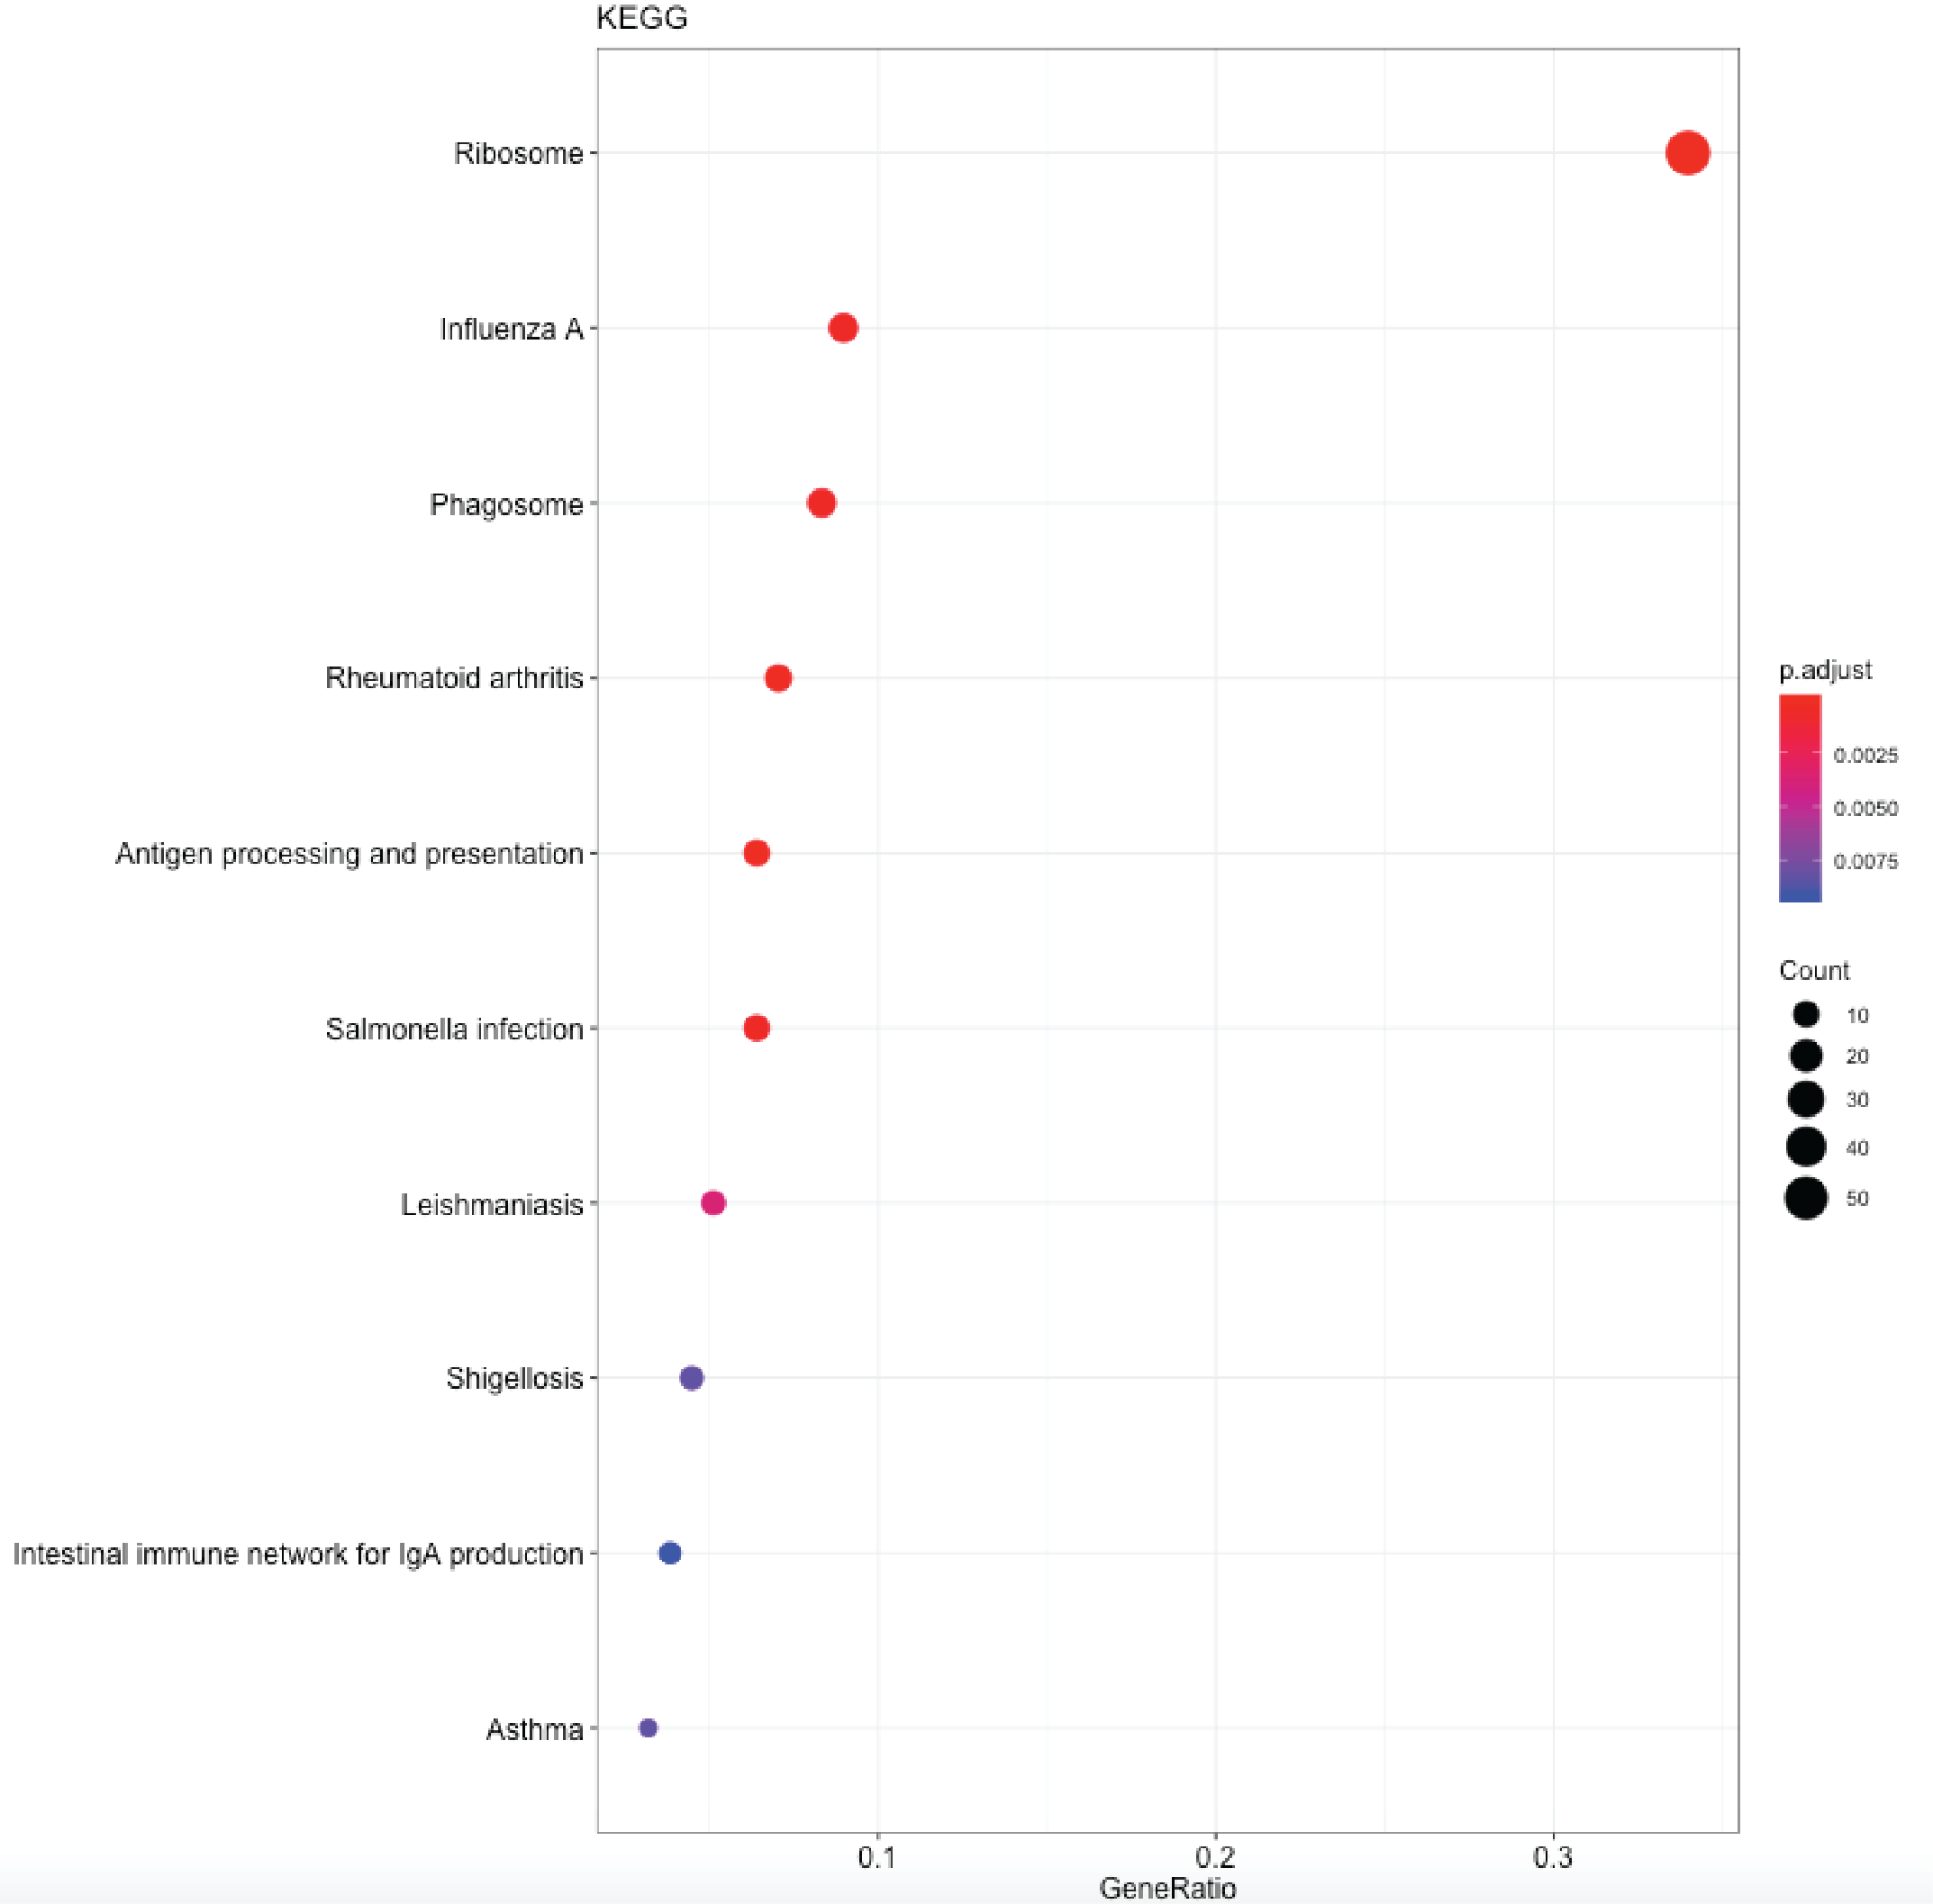 KEGG
Ribosome
Influenza A
Phagosome
Rheumatoid arthritis
Antigen processing and presentation
Salmonella infection
Leishmaniasis
Shigellosis
Intestinal immune network for IgA production
Asthma
0.1
0.2
0.3
GeneRatio
p.adjust
0.0025
0.0050
0.0075
Count
10
20
30
40
50